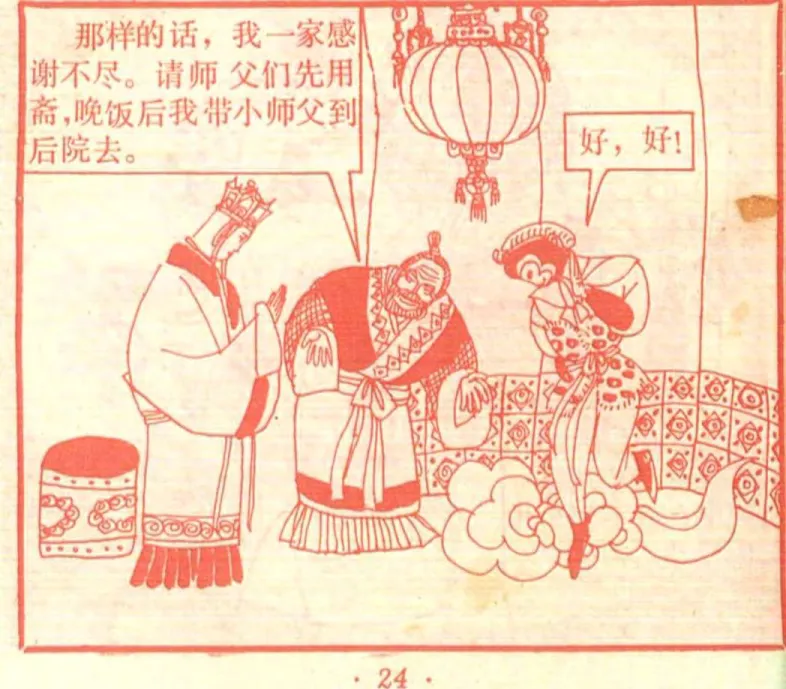 那样的话，我一家感
谢不尽。请师父们先用
斋，晚饭后我带小师父到
后院去。
好，好！
· 24 ·